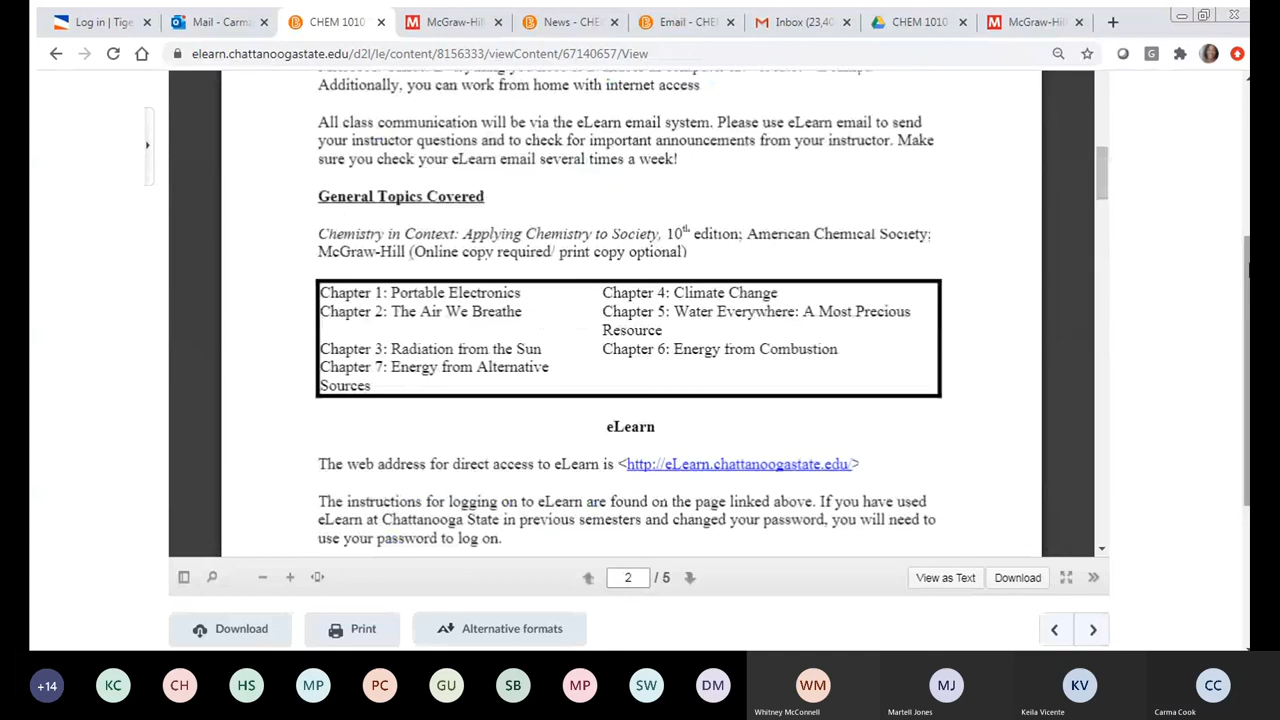 Log in | Tige
Mail - Carma
CHEM 1010
McGraw-Hill
News - CHE
Email - CHE
Inbox (23,40
CHEM 1010
McGraw-Hill
elearn.chattanoogastate.edu/d2l/le/content/8156333/viewContent/67140657/View
Additionally, you can work from home with internet access
All class communication will be via the eLearn email system. Please use eLearn email to send
your instructor questions and to check for important announcements from your instructor. Make
sure you check your eLearn email several times a week!
General Topics Covered
Chemistry in Context: Applying Chemistry to Society, 10th edition; American Chemical Society;
McGraw-Hill (Online copy required/ print copy optional)
Chapter 1: Portable Electronics
Chapter 4: Climate Change
Chapter 2: The Air We Breathe
Chapter 5: Water Everywhere: A Most Precious
Resource
Chapter 3: Radiation from the Sun
Chapter 6: Energy from Combustion
Chapter 7: Energy from Alternative
Sources
eLearn
The web address for direct access to eLearn is <http://eLearn.chattanoogastate.edu/>
The instructions for logging on to eLearn are found on the page linked above. If you have used
eLearn at Chattanooga State in previous semesters and changed your password, you will need to
use your password to log on.
2 / 5
View as Text
Download
Download
Print
Alternative formats
+14
KC
CH
HS
MP
PC
GU
SB
MP
SW
DM
WM
MJ
KV
CC
Whitney McConnell
Martell Jones
Keila Vicente
Carma Cook